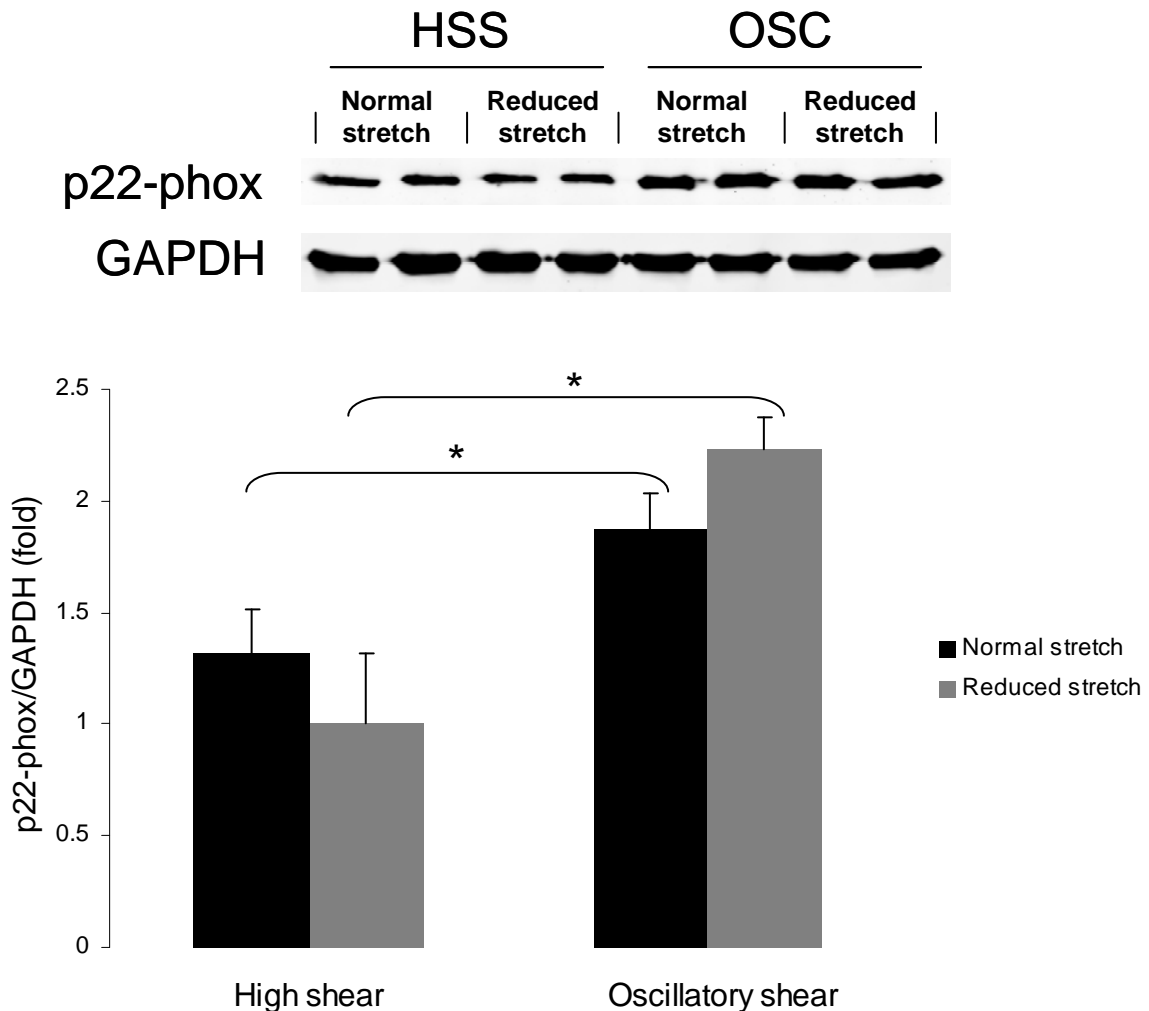 HSS OSC
Normal stretch Reduced stretch Normal stretch Reduced stretch
p22-phox
GAPDH
*
*
p22-phox/GAPDH (fold)
2.5
2
1.5
1
0.5
0
High shear Oscillatory shear
Normal stretch
Reduced stretch